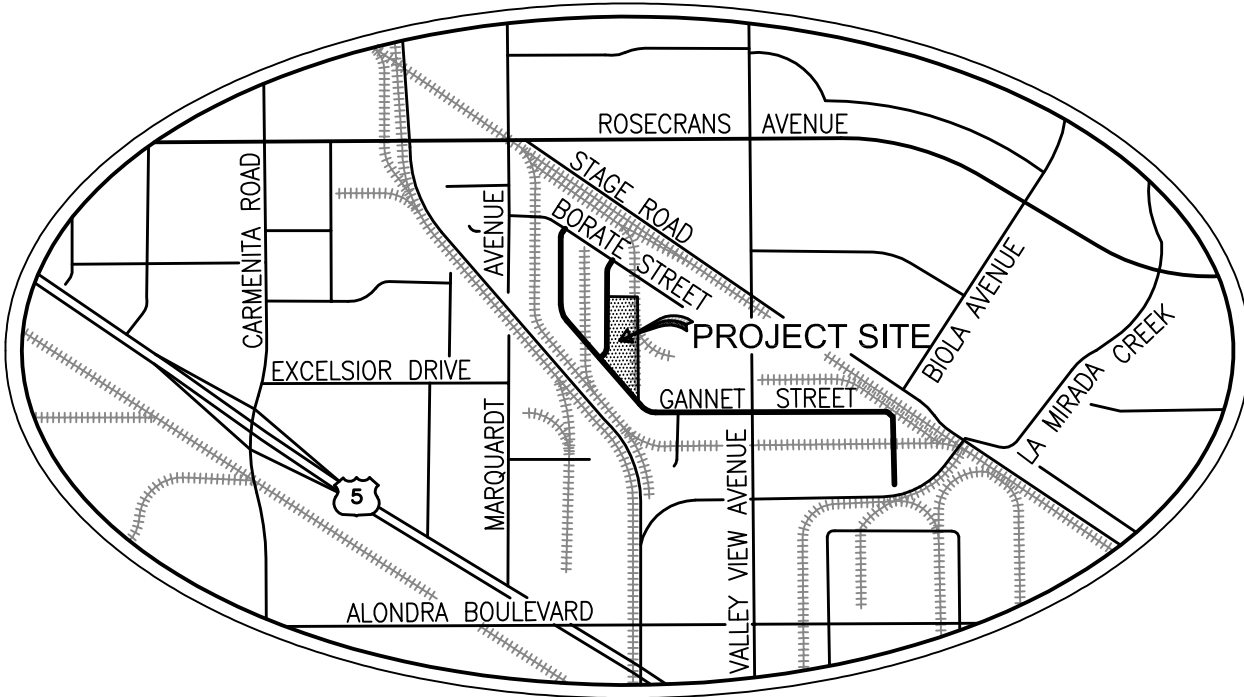 ROSECRANS AVENUE
STAGE ROAD
BORATE STREET
CARMENITA ROAD
MARQUARDT AVENUE
PROJECT SITE
BIOLA AVENUE
LA MIRADA CREEK
EXCELSIOR DRIVE
GANNET STREET
VALLEY VIEW AVENUE
5
ALONDRA BOULEVARD